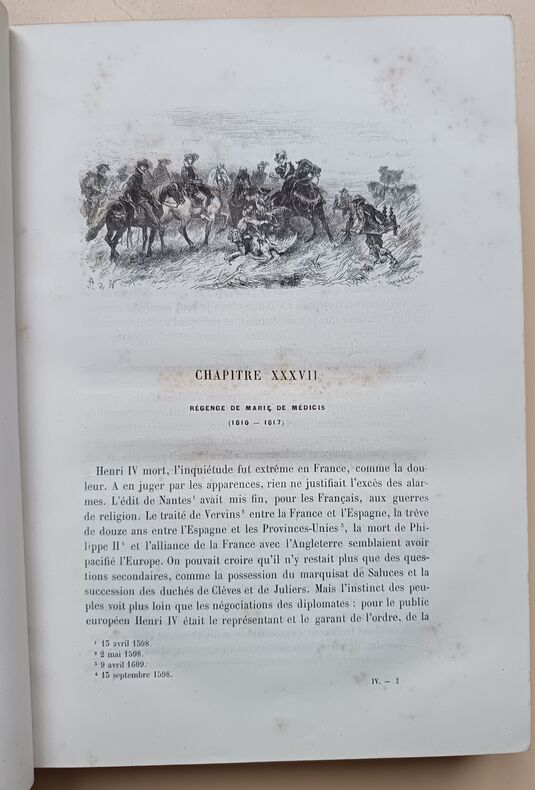 A de N
CHAPITRE XXXVII
RÉGENCE DE MARIE DE MÉDICIS
(1610 — 1617)
Henri IV mort, l'inquiétude fut extrême en France, comme la dou-
leur. A en juger par les apparences, rien ne justifiait l'excès des alar-
mes. L'édit de Nantes¹ avait mis fin, pour les Français, aux guerres
de religion. Le traité de Vervins² entre la France et l'Espagne, la trêve
de douze ans entre l'Espagne et les Provinces-Unies³, la mort de Phi-
lippe II⁴ et l'alliance de la France avec l'Angleterre semblaient avoir
pacifié l'Europe. On pouvait croire qu'il n'y restait plus que des ques-
tions secondaires, comme la possession du marquisat de Saluces et la
succession des duchés de Clèves et de Juliers. Mais l'instinct des peu-
ples voit plus loin que les négociations des diplomates : pour le public
européen Henri IV était le représentant et le garant de l'ordre, de la
¹ 13 avril 1598.
² 2 mai 1598.
³ 9 avril 1609.
⁴ 13 septembre 1598.
IV. — 1